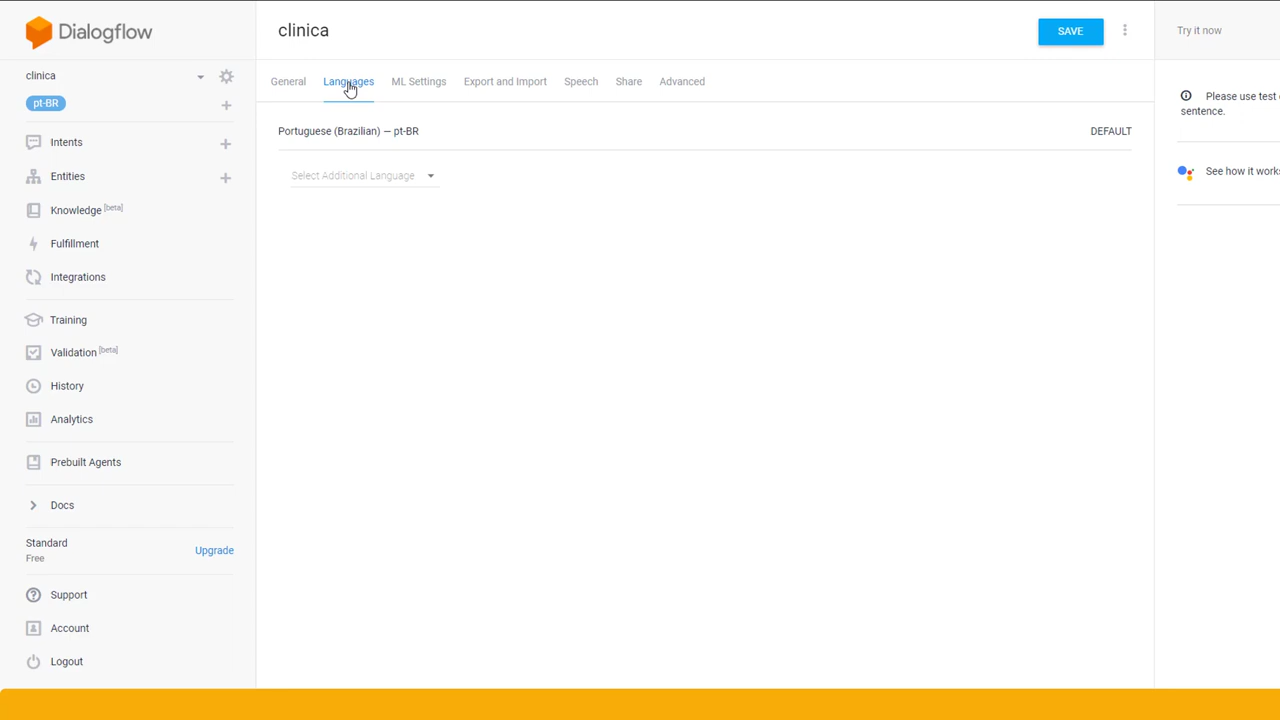 Dialogflow
clinica
SAVE
Try it now
clinica
General Languages ML Settings Export and Import Speech Share Advanced
pt-BR
Please use test
sentence.
Portuguese (Brazilian) — pt-BR DEFAULT
Intents
Select Additional Language
See how it works
Entities
Knowledge [beta]
Fulfillment
Integrations
Training
Validation [beta]
History
Analytics
Prebuilt Agents
Docs
Standard
Free
Upgrade
Support
Account
Logout